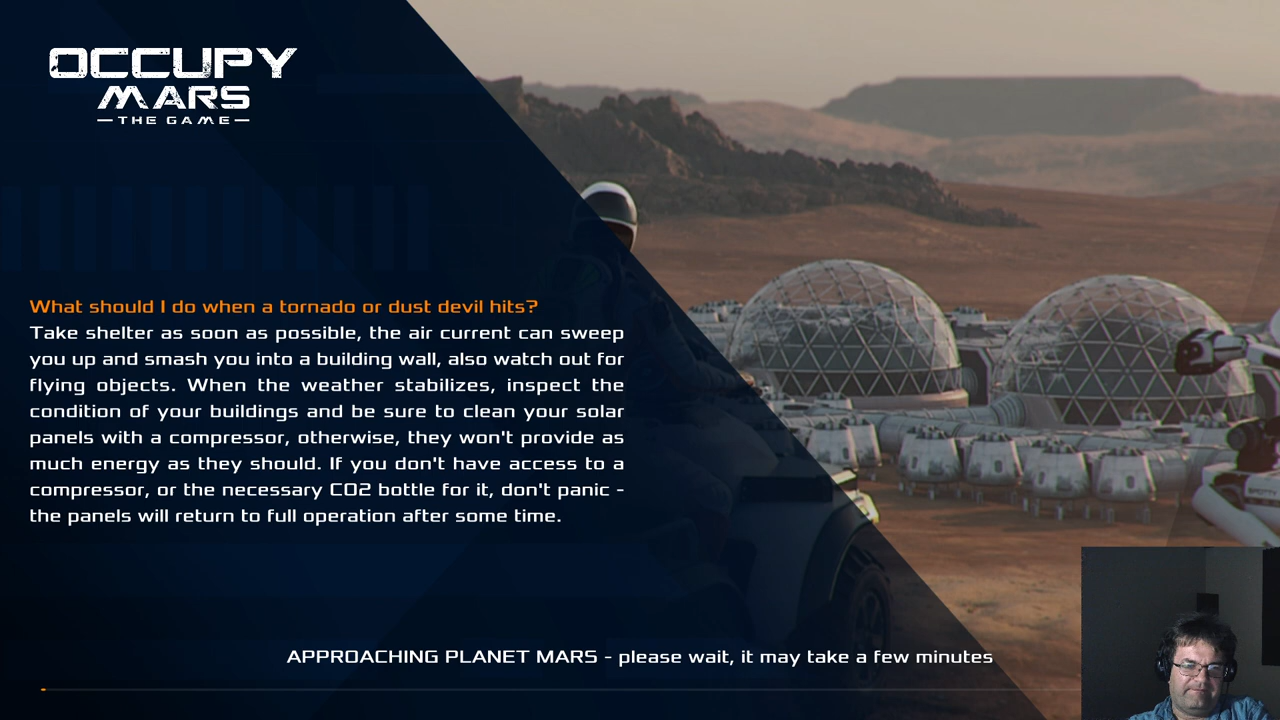 OCCUPY
MARS
THE GAME
What should I do when a tornado or dust devil hits?
Take shelter as soon as possible, the air current can sweep
you up and smash you into a building wall, also watch out for
flying objects. When the weather stabilizes, inspect the
condition of your buildings and be sure to clean your solar
panels with a compressor, otherwise, they won't provide as
much energy as they should. If you don't have access to a
compressor, or the necessary CO2 bottle for it, don't panic -
the panels will return to full operation after some time.
APPROACHING PLANET MARS - please wait, it may take a few minutes